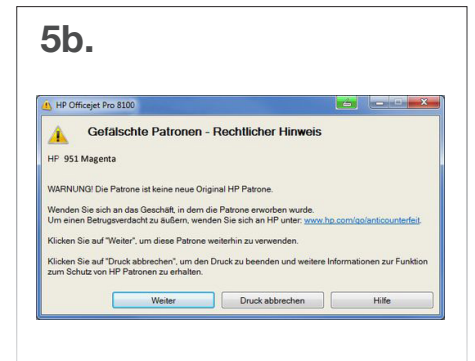 5b.
HP Officejet Pro 8100
Gefälschte Patronen - Rechtlicher Hinweis
HP 951 Magenta
WARNUNG! Die Patrone ist keine neue Original HP Patrone.
Wenden Sie sich an das Geschäft, in dem die Patrone erworben wurde.
Um einen Betrugsverdacht zu äußern, wenden Sie sich an HP unter: www.hp.com/go/anticounterfeit.
Klicken Sie auf "Weiter", um diese Patrone weiterhin zu verwenden.
Klicken Sie auf "Druck abbrechen", um den Druck zu beenden und weitere Informationen zur Funktion
zum Schutz von HP Patronen zu erhalten.
Weiter Druck abbrechen Hilfe